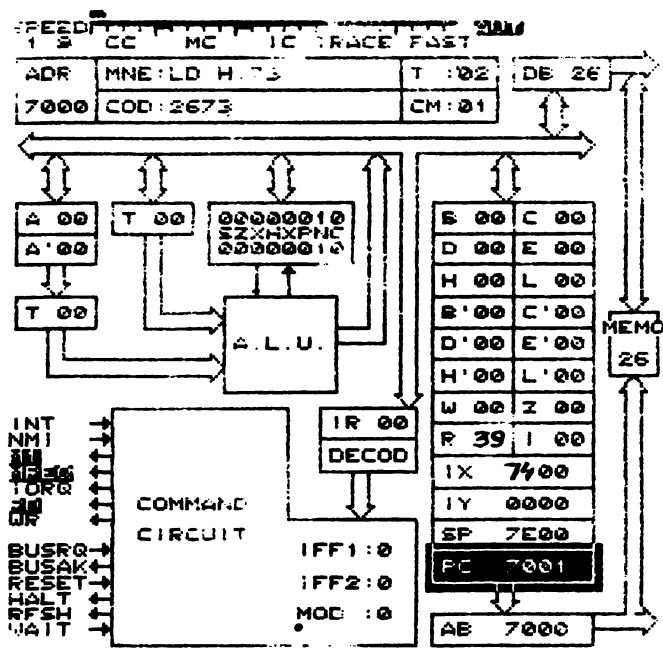 SPEED
1 9 CC MC IC TRACE FAST
ADR MNE:LD H,73 T :02 DB 26
7000 COD:2673 CM:01
A 00 T 00 00000010 B 00 C 00
A'00 SZXHXPNC D 00 E 00
00000010 H 00 L 00
T 00 B'00 C'00 MEMO
A.L.U. D'00 E'00 26
H'00 L'00
W 00 Z 00
INT IR 00 R 39 I 00
NMI DECOD IX 7400
IORQ COMMAND IY 0000
WR CIRCUIT SP 7E00
BUSRQ IFF1:0 PC 7001
BUSAK
RESET IFF2:0
HALT
RFSH MOD :0 AB 7000
WAIT